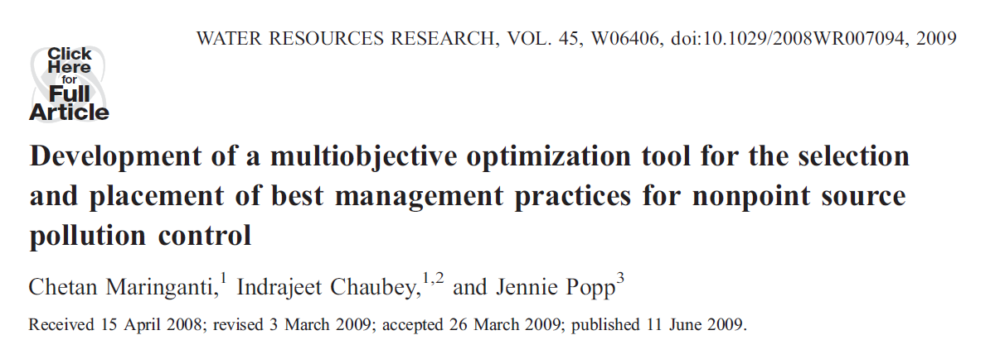 WATER RESOURCES RESEARCH, VOL. 45, W06406, doi:10.1029/2008WR007094, 2009
Click
Here
for
Full
Article
Development of a multiobjective optimization tool for the selection
and placement of best management practices for nonpoint source
pollution control
Chetan Maringanti,1 Indrajeet Chaubey,1,2 and Jennie Popp3
Received 15 April 2008; revised 3 March 2009; accepted 26 March 2009; published 11 June 2009.